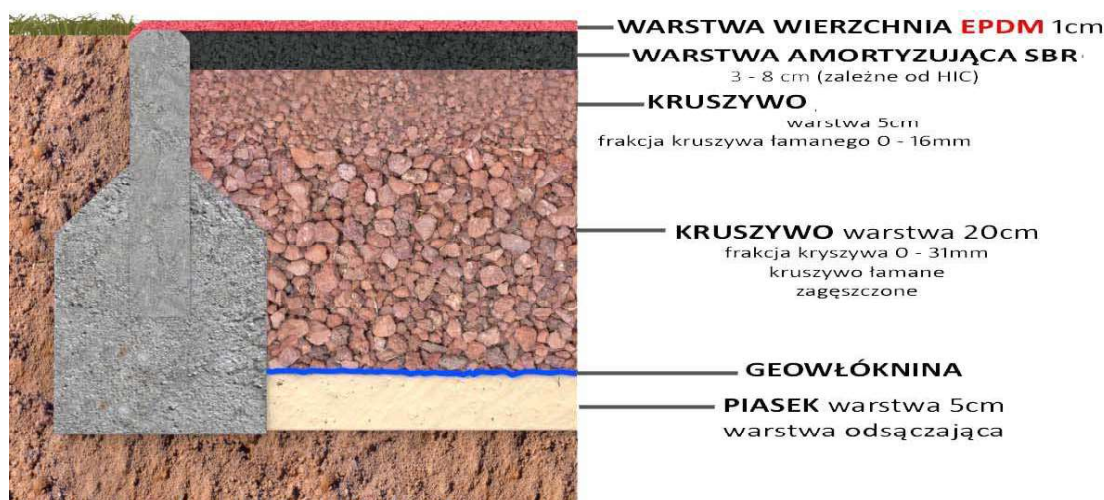 WARSTWA WIERZCHNIA EPDM 1cm
WARSTWA AMORTYZUJĄCA SBR
3 - 8 cm (zależne od HIC)
KRUSZYWO
warstwa 5cm
frakcja kruszywa łamanego 0 - 16mm
KRUSZYWO warstwa 20cm
frakcja kryszywa 0 - 31mm
kruszywo łamane
zagęszczone
GEOWŁÓKNINA
PIASEK warstwa 5cm
warstwa odsączająca